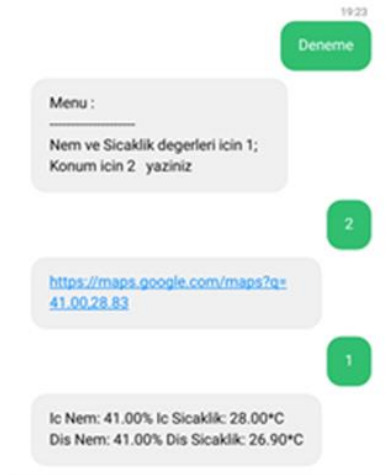 19:23
Deneme
Menu :
--------------------
Nem ve Sicaklik degerleri icin 1;
Konum icin 2 yaziniz
2
https://maps.google.com/maps?q=
41.00,28.83
1
Ic Nem: 41.00% Ic Sicaklik: 28.00*C
Dis Nem: 41.00% Dis Sicaklik: 26.90*C